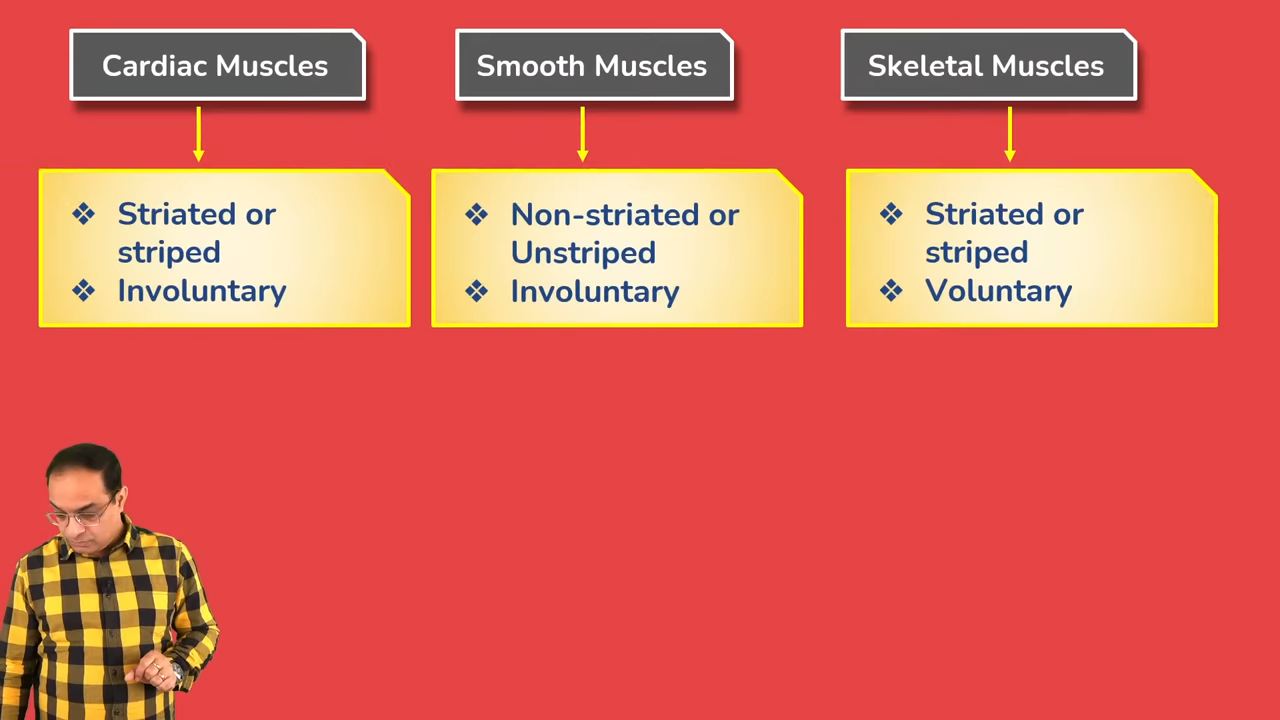 Cardiac Muscles
Smooth Muscles
Skeletal Muscles
❖ Striated or
striped
❖ Involuntary
❖ Non-striated or
Unstriped
❖ Involuntary
❖ Striated or
striped
❖ Voluntary